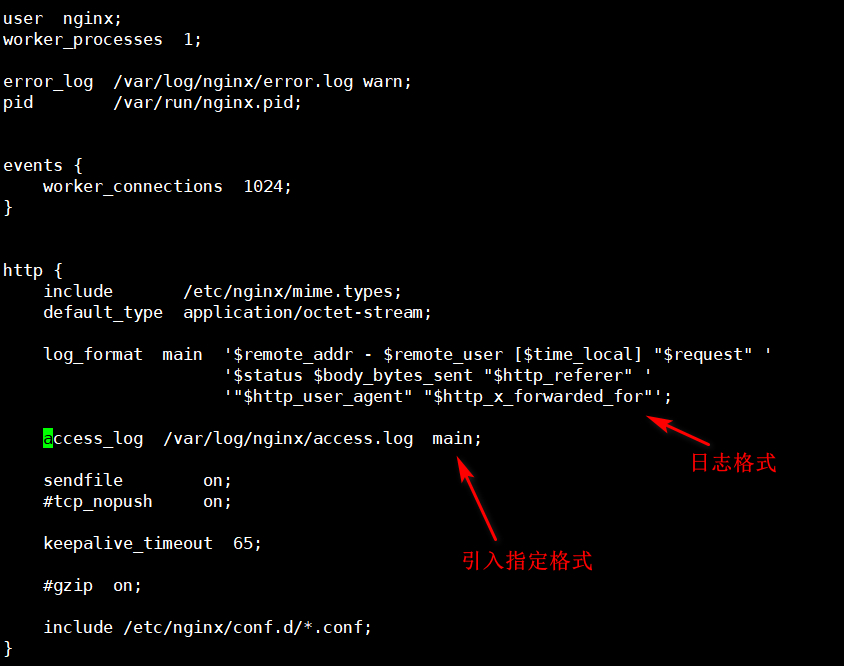 user  nginx;
worker_processes  1;
error_log  /var/log/nginx/error.log warn;
pid        /var/run/nginx.pid;
events {
    worker_connections  1024;
}
http {
    include       /etc/nginx/mime.types;
    default_type  application/octet-stream;
    log_format  main  '$remote_addr - $remote_user [$time_local] "$request" '
                      '$status $body_bytes_sent "$http_referer" '
                      '"$http_user_agent" "$http_x_forwarded_for"';
    access_log  /var/log/nginx/access.log  main;
日志格式
    sendfile        on;
    #tcp_nopush     on;
    keepalive_timeout  65;
引入指定格式
    #gzip  on;
    include /etc/nginx/conf.d/*.conf;
}